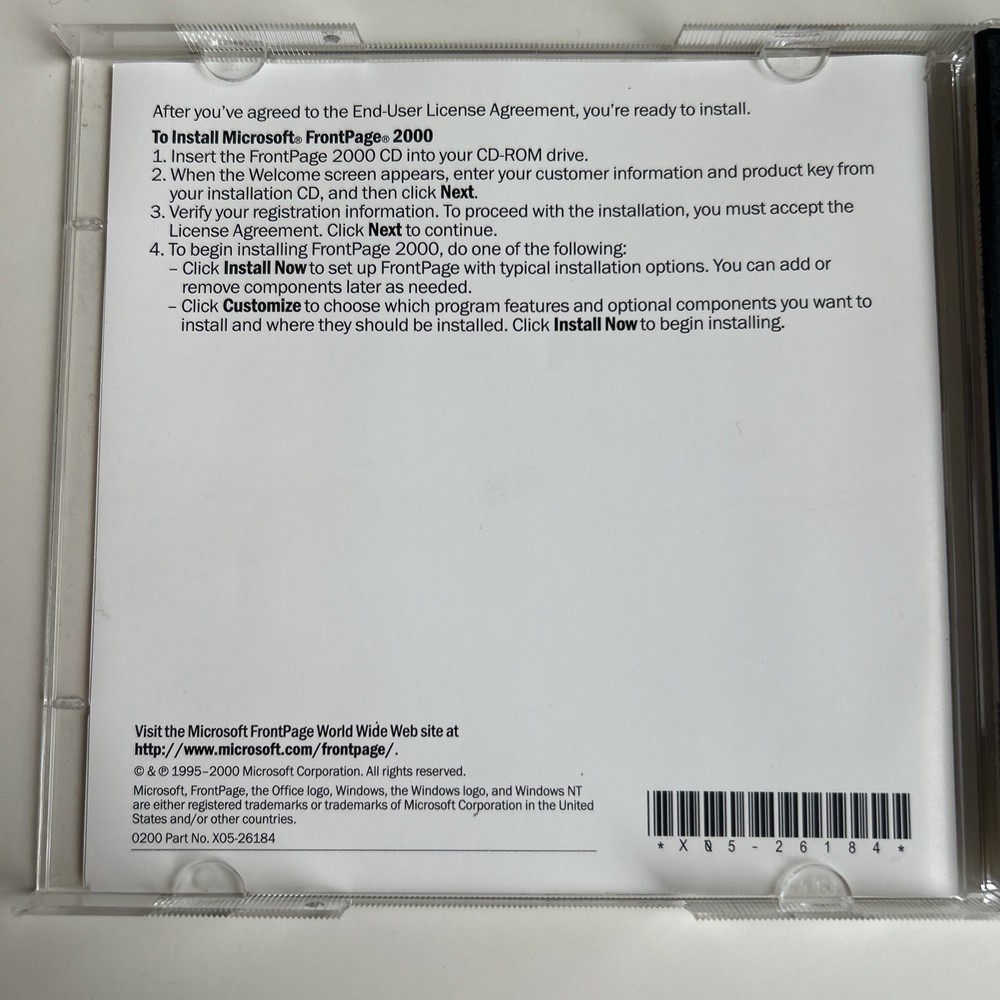 After you've agreed to the End-User License Agreement, you're ready to install.
To Install Microsoft® FrontPage® 2000
1. Insert the FrontPage 2000 CD into your CD-ROM drive.
2. When the Welcome screen appears, enter your customer information and product key from
your installation CD, and then click Next.
3. Verify your registration information. To proceed with the installation, you must accept the
License Agreement. Click Next to continue.
4. To begin installing FrontPage 2000, do one of the following:
– Click Install Now to set up FrontPage with typical installation options. You can add or
remove components later as needed.
– Click Customize to choose which program features and optional components you want to
install and where they should be installed. Click Install Now to begin installing.
Visit the Microsoft FrontPage World Wide Web site at
http://www.microsoft.com/frontpage/.
© & ℗ 1995–2000 Microsoft Corporation. All rights reserved.
Microsoft, FrontPage, the Office logo, Windows, the Windows logo, and Windows NT
are either registered trademarks or trademarks of Microsoft Corporation in the United
States and/or other countries.
0200 Part No. X05-26184
* X 0 5 - 2 6 1 8 4 *